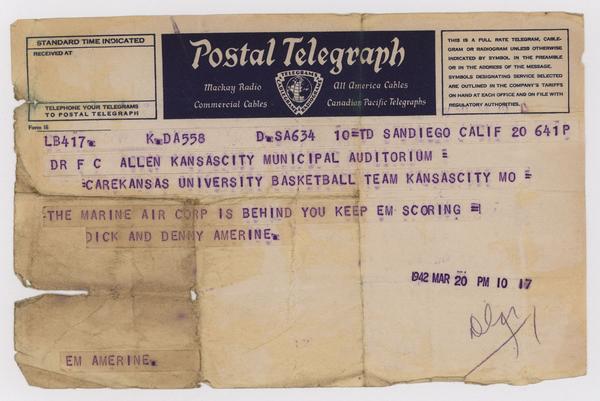 STANDARD TIME INDICATED
RECEIVED AT
TELEPHONE YOUR TELEGRAMS
TO POSTAL TELEGRAPH
Form 16
Postal Telegraph
Mackay Radio
Commercial Cables
All America Cables
Canadian Pacific Telegraphs
THIS IS A FULL RATE TELEGRAM, CABLE-
GRAM OR RADIOGRAM UNLESS OTHERWISE
INDICATED BY SYMBOL IN THE PREAMBLE
OR IN THE ADDRESS OF THE MESSAGE.
SYMBOLS DESIGNATING SERVICE SELECTED
ARE OUTLINED IN THE COMPANY'S TARIFFS
ON HAND AT EACH OFFICE AND ON FILE WITH
REGULATORY AUTHORITIES.
LB417. K.DA558 D.SA634 10=TD SANDIEGO CALIF 20 641P
DR F C ALLEN KANSASCITY MUNICIPAL AUDITORIUM=
=CAREKANSAS UNIVERSITY BASKETBALL TEAM KANSASCITY MO=
THE MARINE AIR CORP IS BEHIND YOU KEEP EM SCORING=!
DICK AND DENNY AMERINE.
1942 MAR 20 PM 10 17
EM AMERINE.